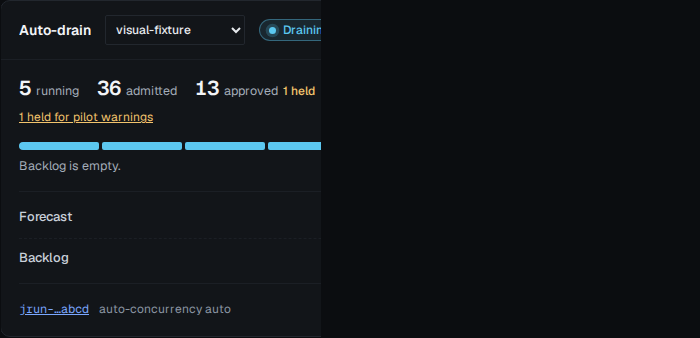 Auto-drain visual-fixture Drainin
5 running 36 admitted 13 approved 1 held
1 held for pilot warnings
Backlog is empty.
Forecast
Backlog
jrun-…abcd auto-concurrency auto